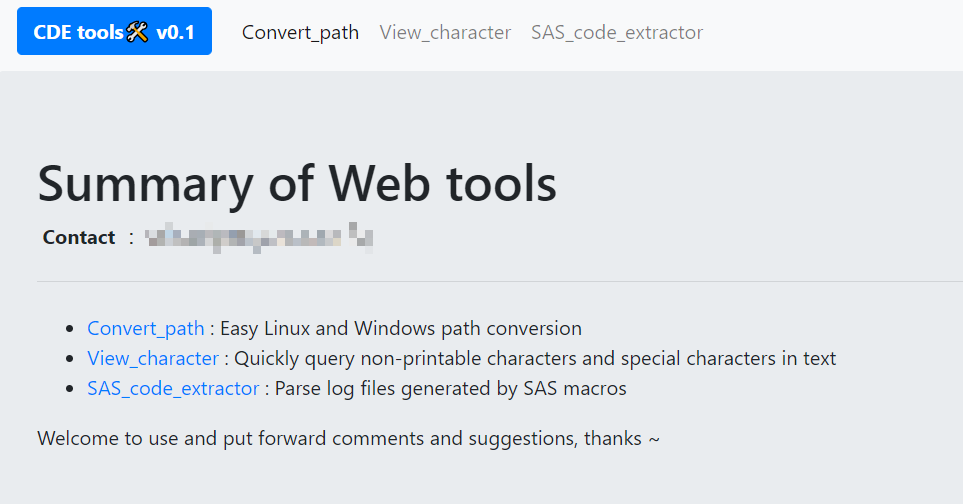 CDE tools🛠 v0.1 Convert_path View_character SAS_code_extractor
Summary of Web tools
Contact :
Convert_path : Easy Linux and Windows path conversion
View_character : Quickly query non-printable characters and special characters in text
SAS_code_extractor : Parse log files generated by SAS macros
Welcome to use and put forward comments and suggestions, thanks ~